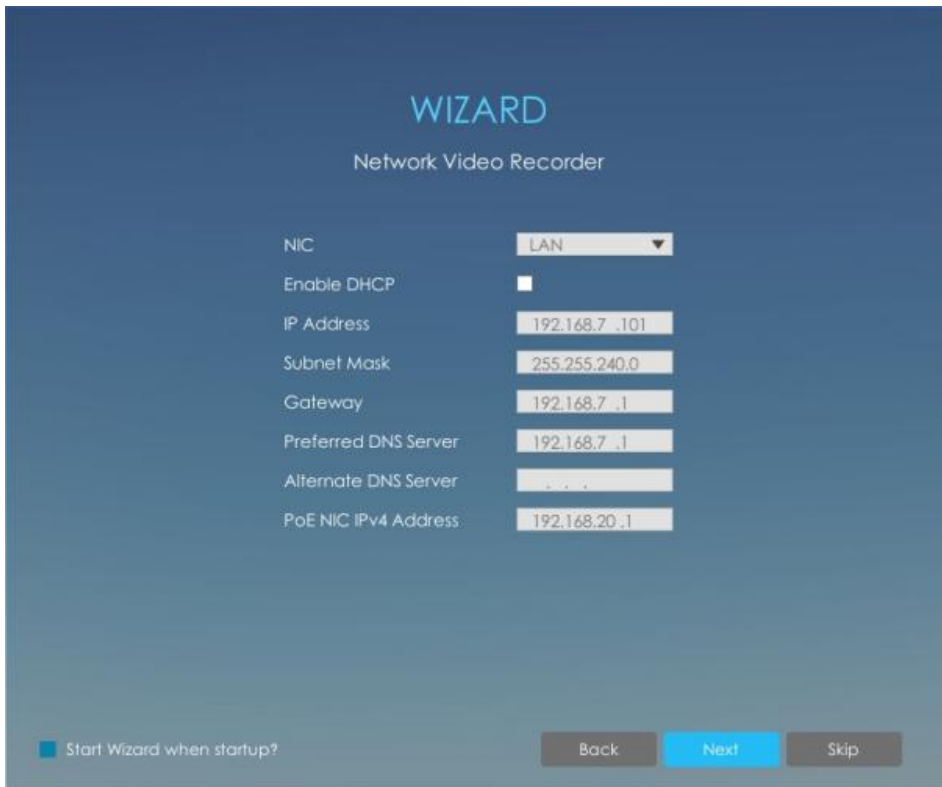 WIZARD
Network Video Recorder
NIC LAN
Enable DHCP
IP Address 192.168.7 .101
Subnet Mask 255.255.240.0
Gateway 192.168.7 .1
Preferred DNS Server 192.168.7 .1
Alternate DNS Server . . .
PoE NIC IPv4 Address 192.168.20 .1
Start Wizard when startup? Back Next Skip